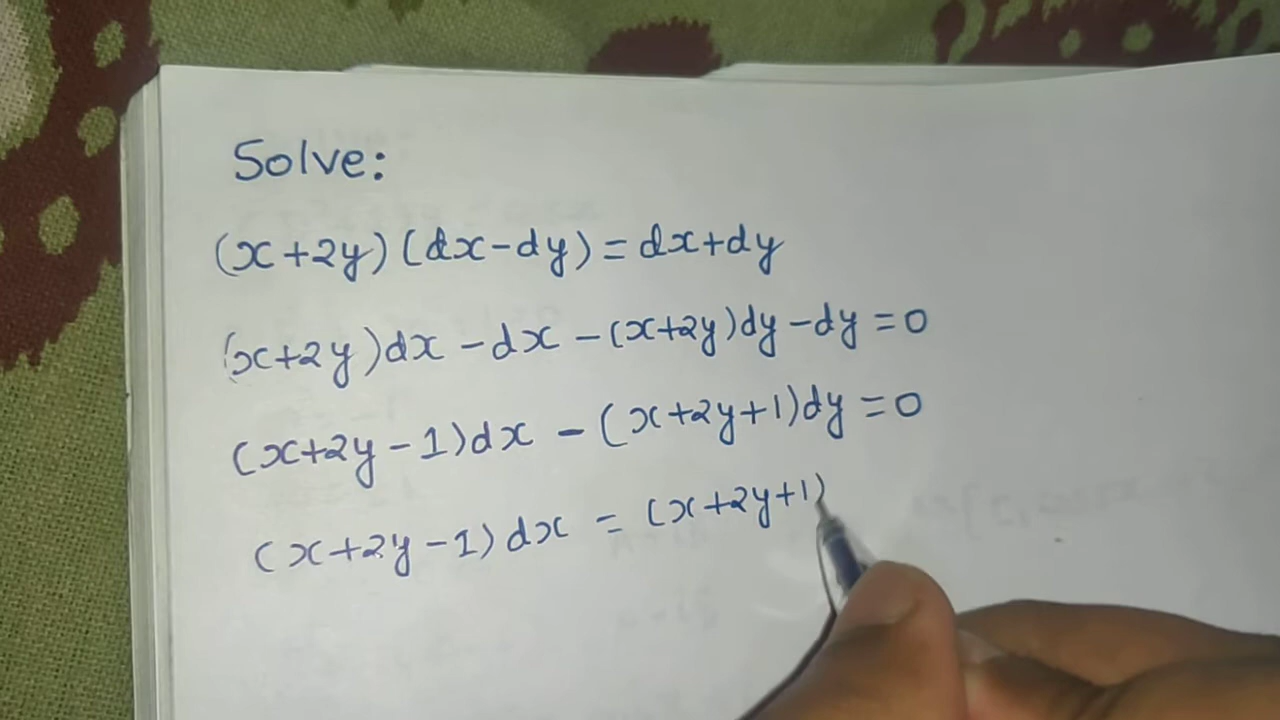 Solve:
(x+2y)(dx-dy)=dx+dy
(x+2y)dx-dx-(x+2y)dy-dy=0
(x+2y-1)dx-(x+2y+1)dy=0
(x+2y-1)dx=(x+2y+1)